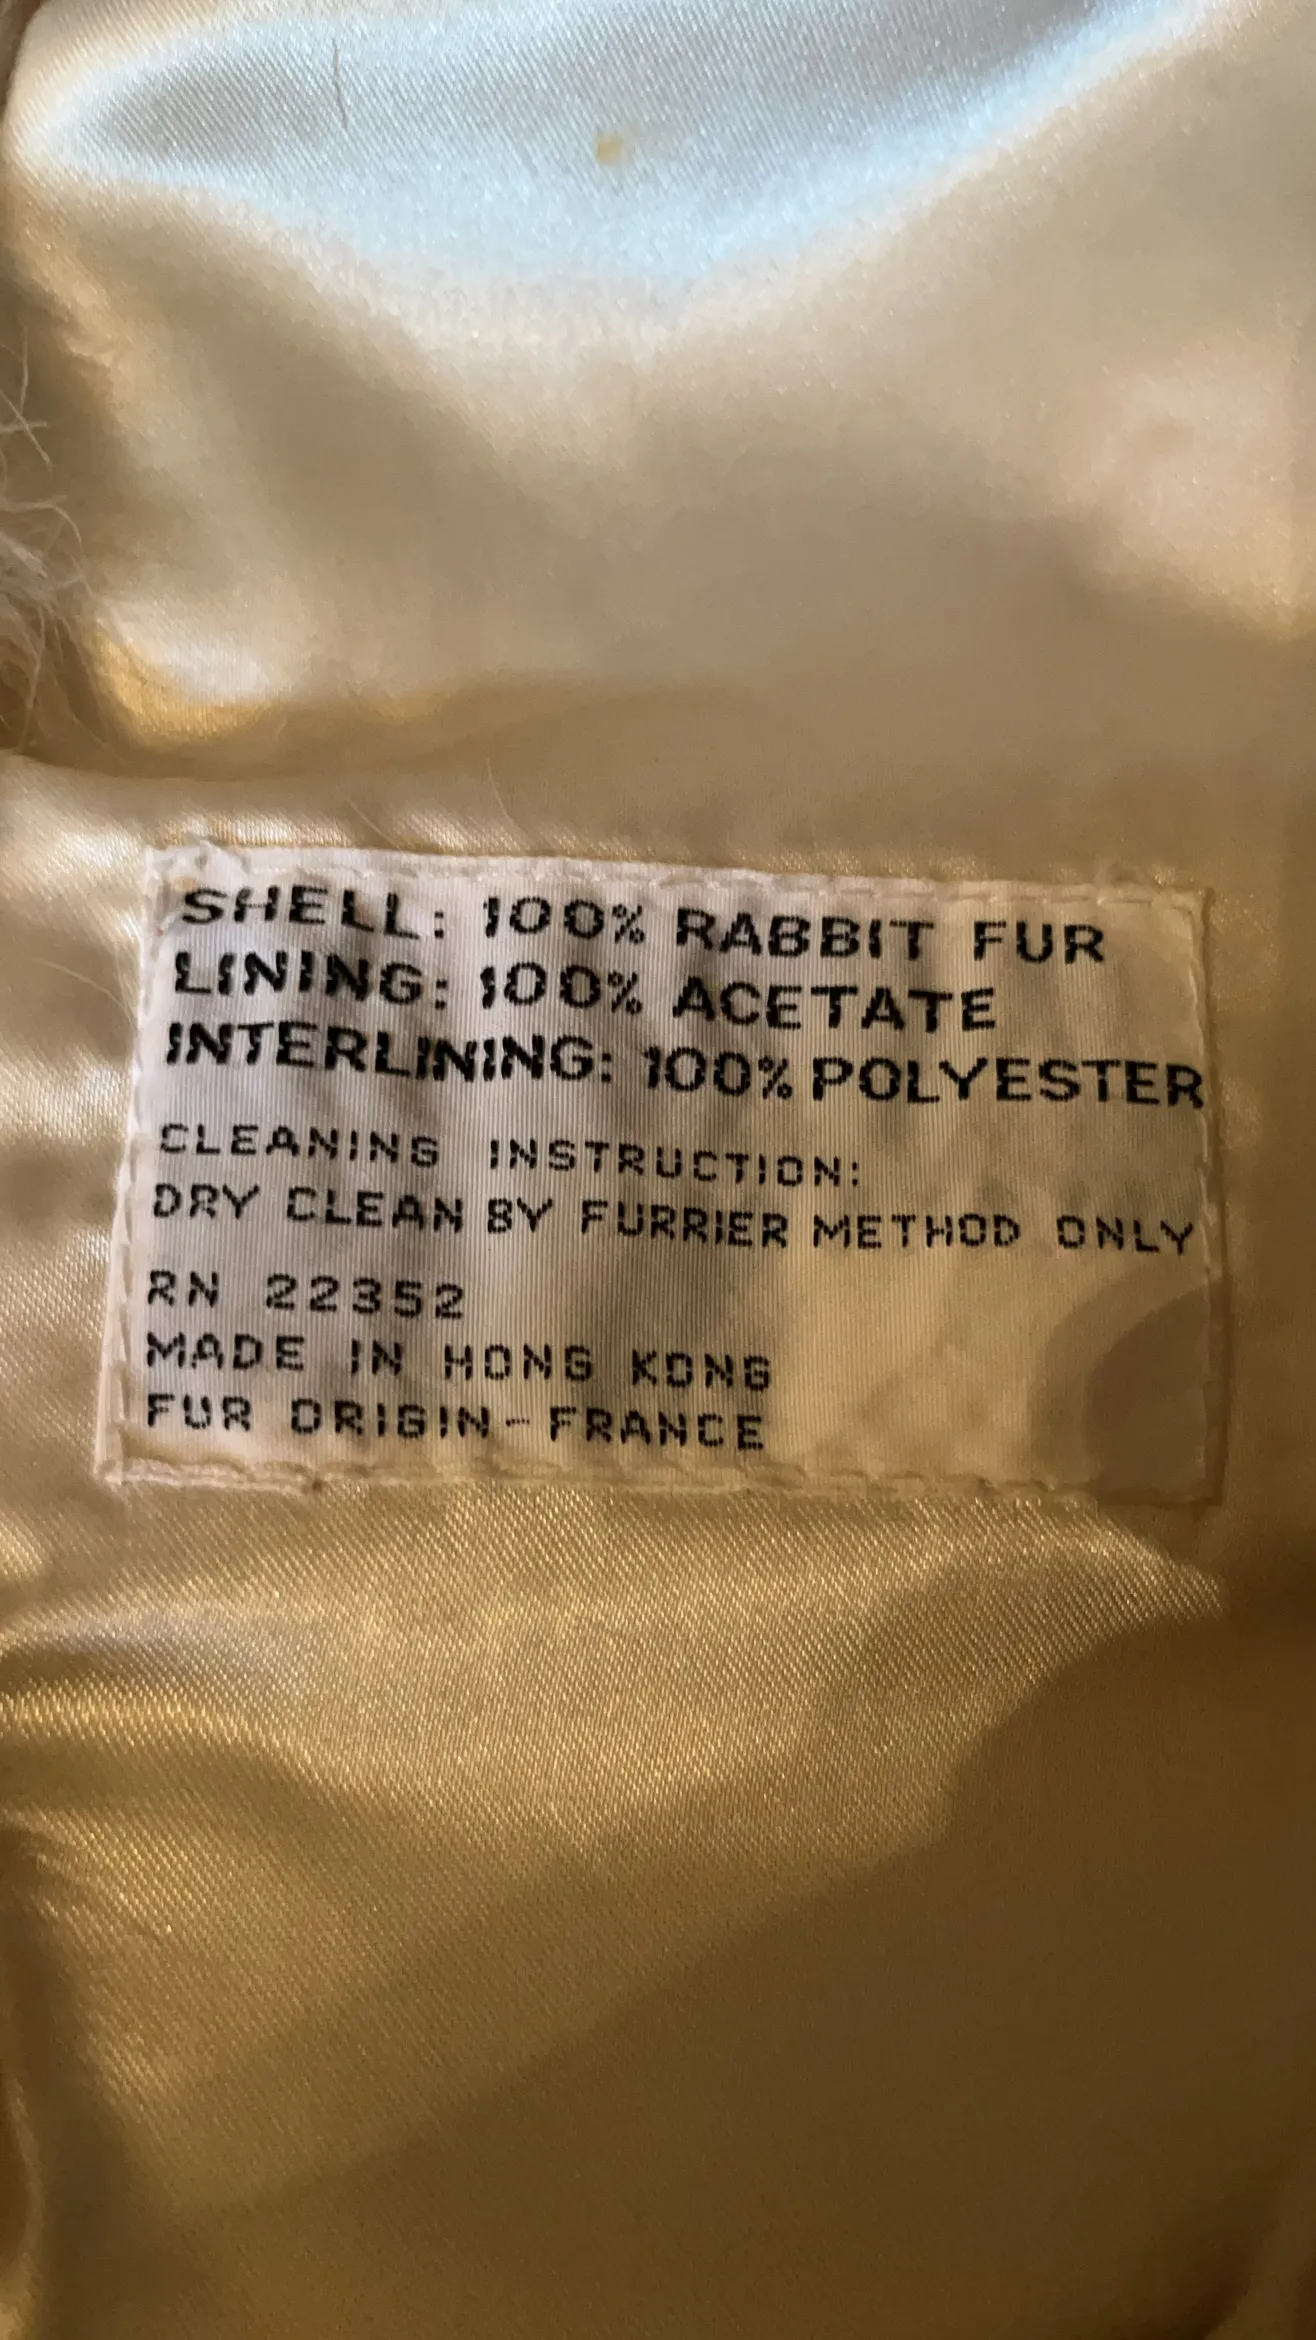 SHELL: 100% RABBIT FUR
LINING: 100% ACETATE
INTERLINING: 100% POLYESTER
CLEANING INSTRUCTION:
DRY CLEAN BY FURRIER METHOD ONLY
RN 22352
MADE IN HONG KONG
FUR ORIGIN-FRANCE